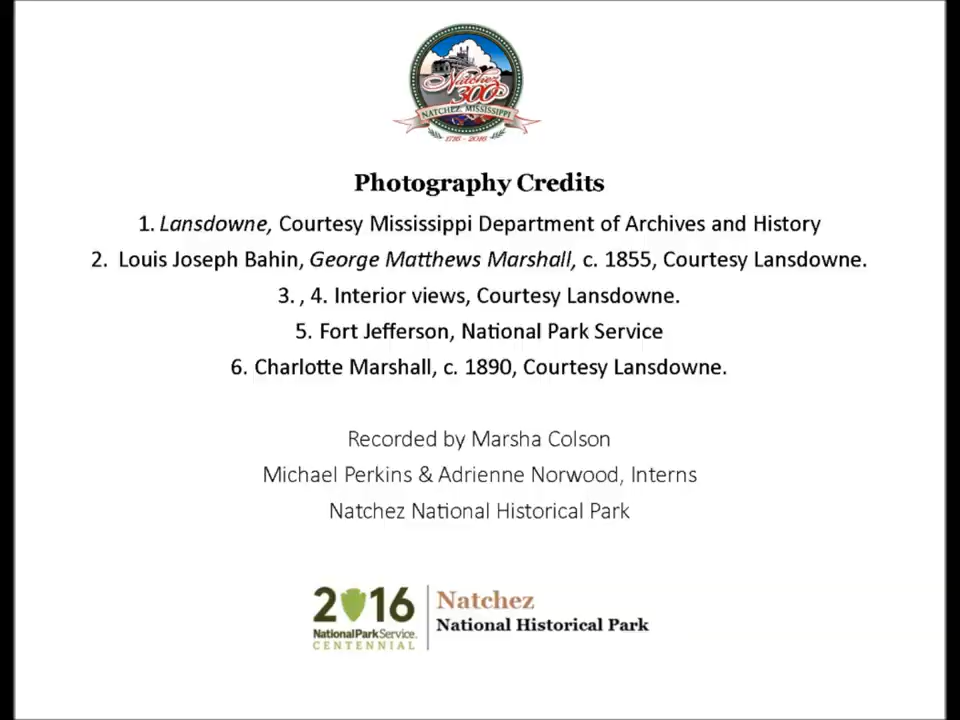 Natchez
300
NATCHEZ MISSISSIPPI
1716 - 2016
Photography Credits
1. Lansdowne, Courtesy Mississippi Department of Archives and History
2. Louis Joseph Bahin, George Matthews Marshall, c. 1855, Courtesy Lansdowne.
3. , 4. Interior views, Courtesy Lansdowne.
5. Fort Jefferson, National Park Service
6. Charlotte Marshall, c. 1890, Courtesy Lansdowne.
Recorded by Marsha Colson
Michael Perkins & Adrienne Norwood, Interns
Natchez National Historical Park
2016
National Park Service.
CENTENNIAL
Natchez
National Historical Park